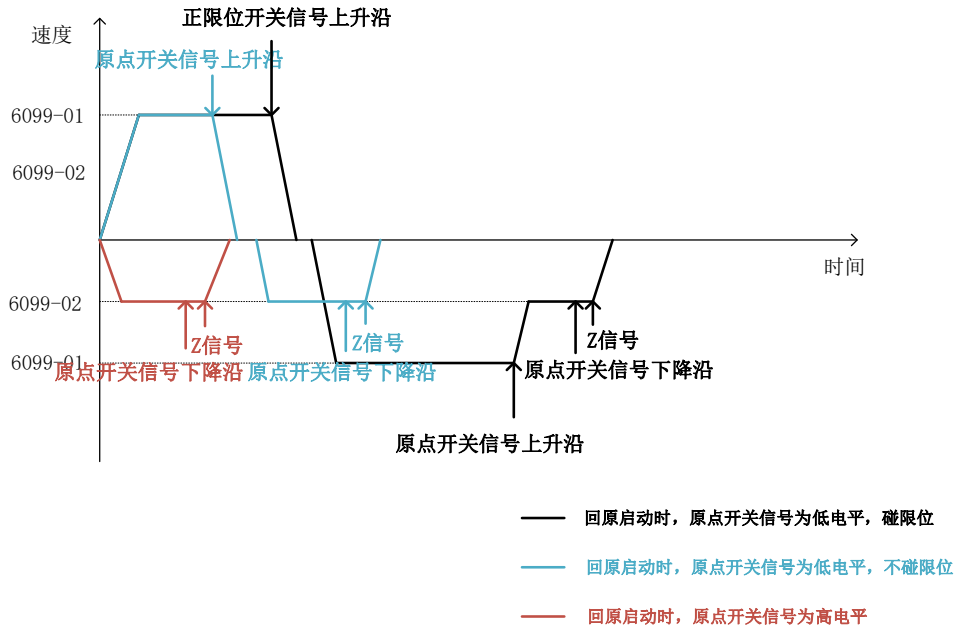 正限位开关信号上升沿
速度
原点开关信号上升沿
6099-01
6099-02
时间
6099-02
Z信号
Z信号
Z信号
6099-01
原点开关信号下降沿
原点开关信号下降沿
原点开关信号下降沿
原点开关信号上升沿
回原启动时，原点开关信号为低电平，碰限位
回原启动时，原点开关信号为低电平，不碰限位
回原启动时，原点开关信号为高电平